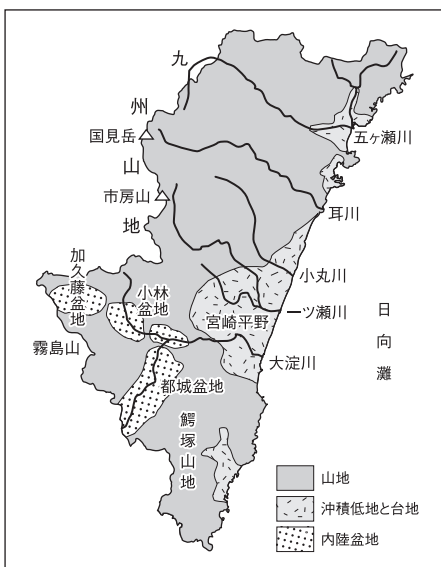 九州山地
国見岳
市房山
五ヶ瀬川
耳川
小丸川
一ツ瀬川
大淀川
日向灘
加久藤盆地
小林盆地
宮崎平野
霧島山
都城盆地
鰐塚山地
山地
沖積低地と台地
内陸盆地